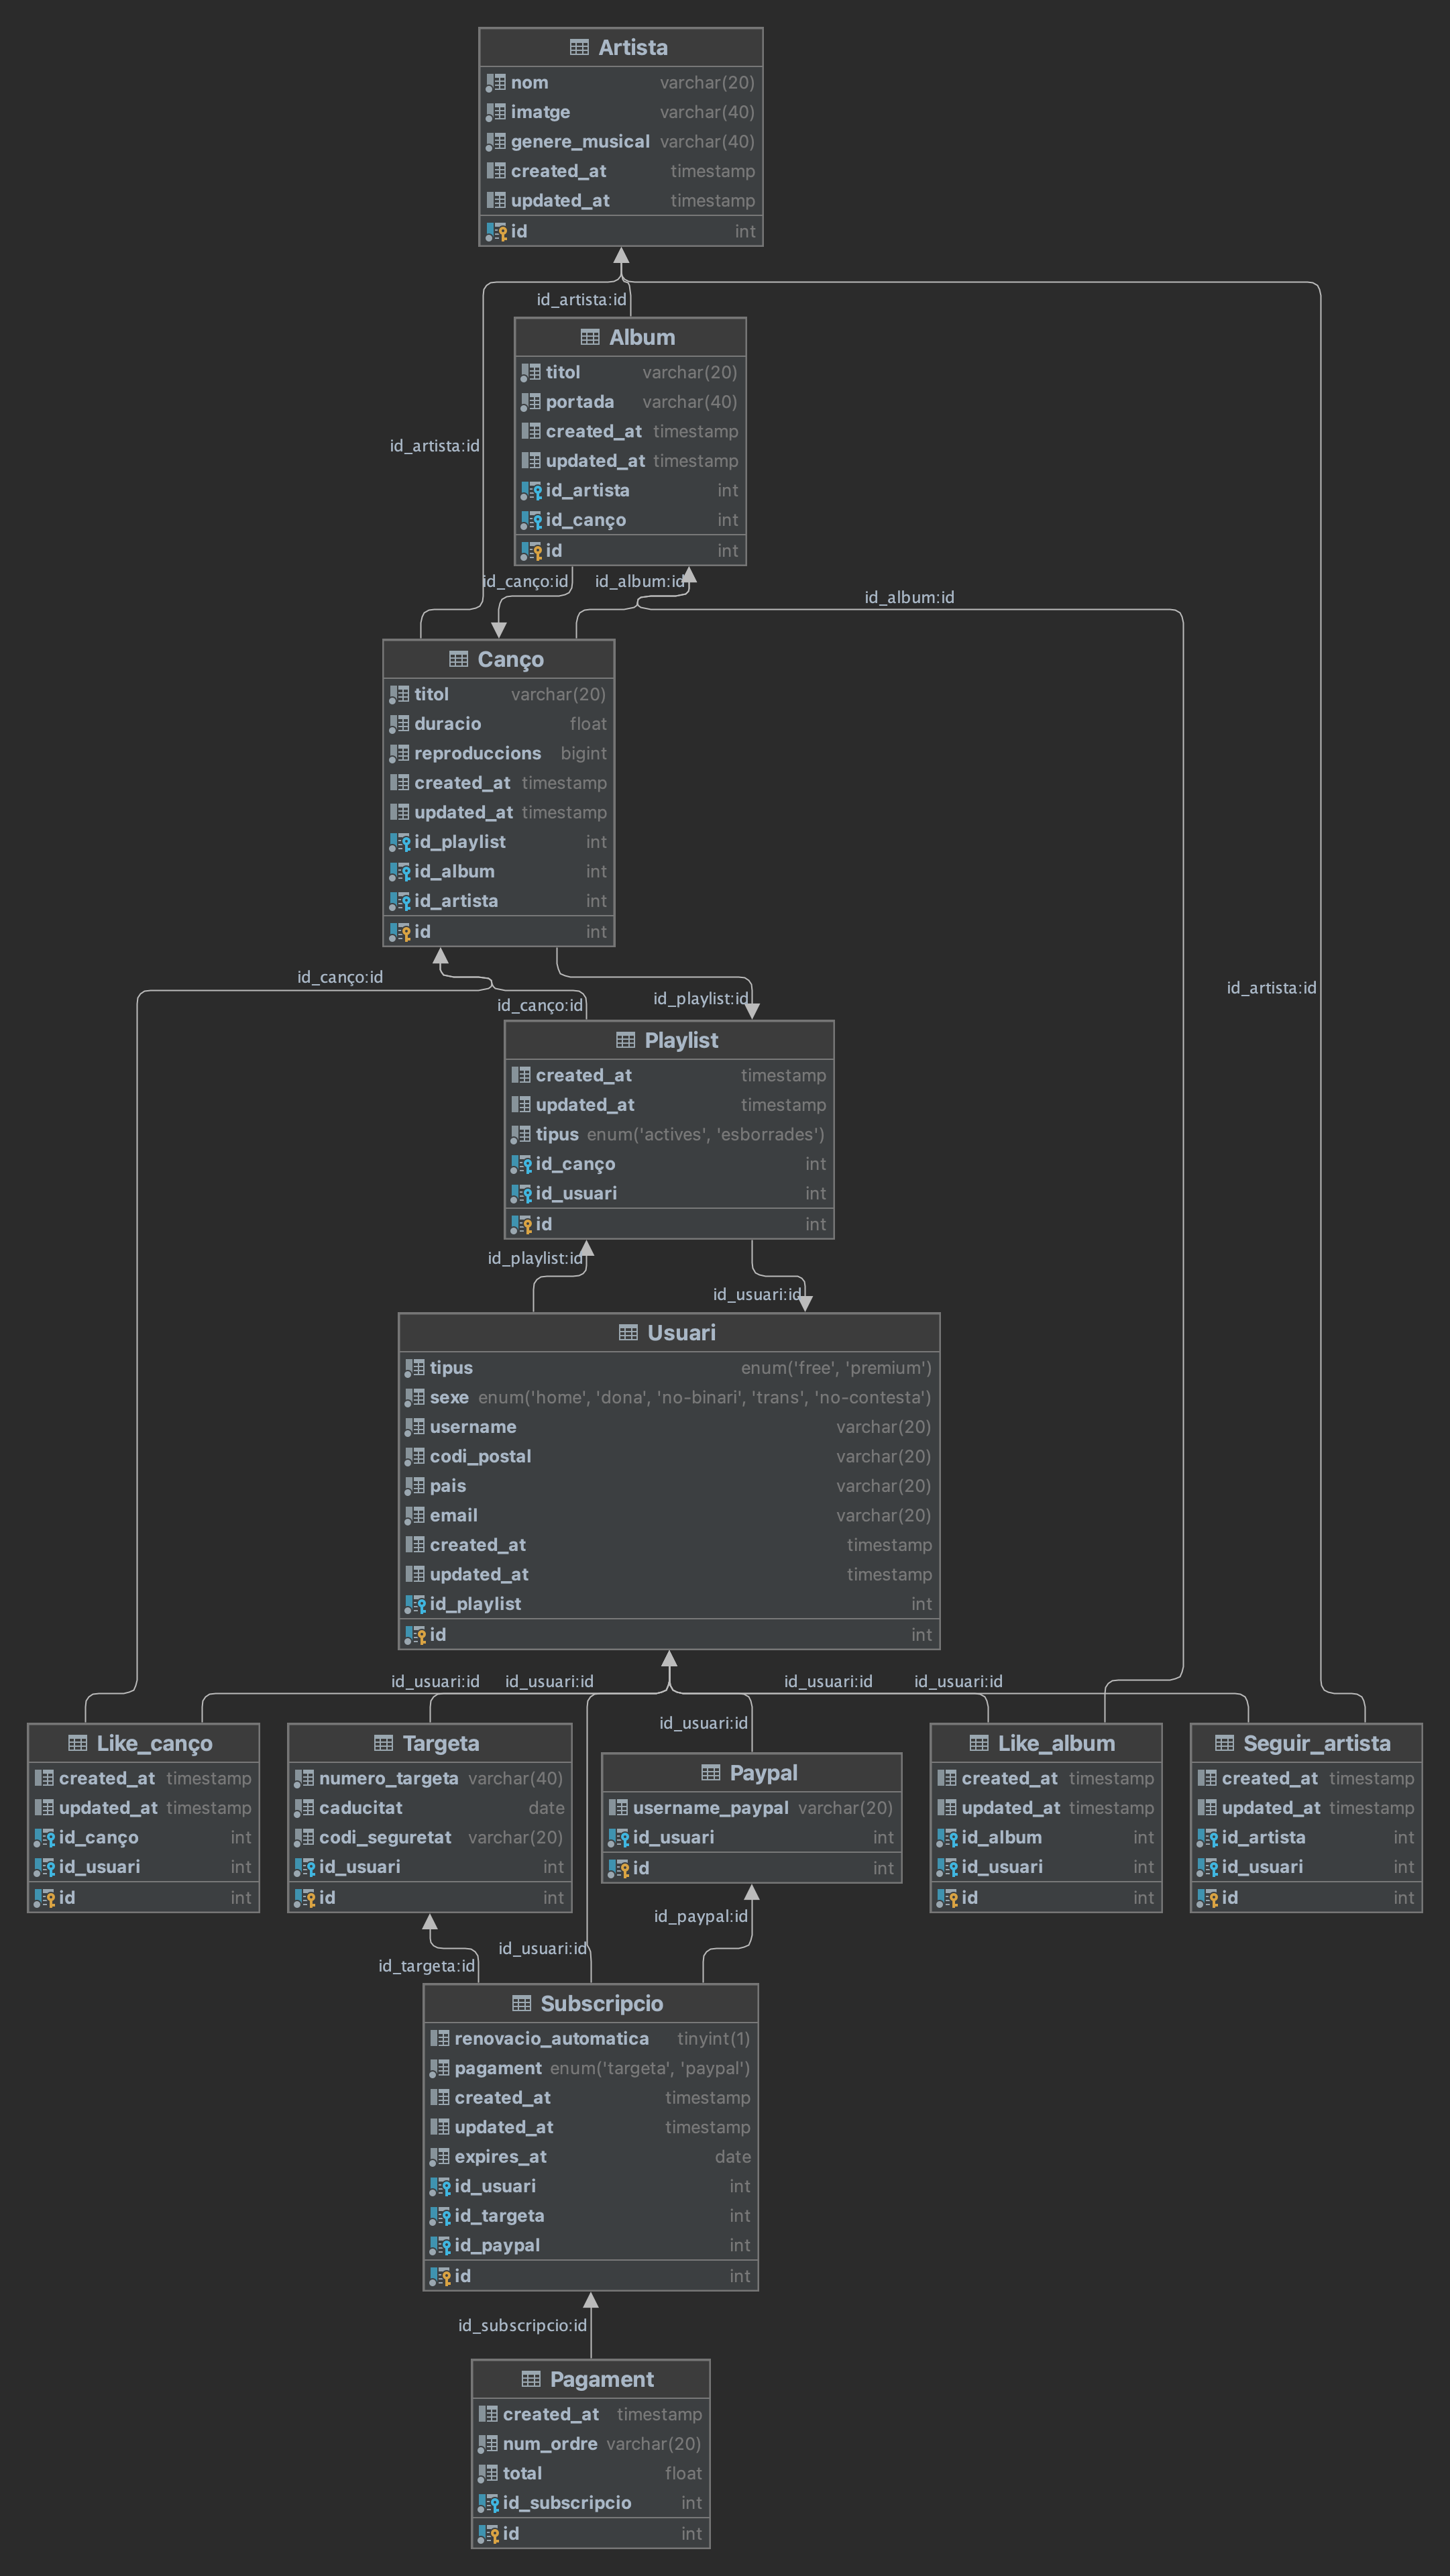 Artista
nom varchar(20)
imatge varchar(40)
genere_musical varchar(40)
created_at timestamp
updated_at timestamp
id int
id_artista:id
Album
titol varchar(20)
portada varchar(40)
created_at timestamp
updated_at timestamp
id_artista int
id_canço int
id int
id_artista:id
id_canço:id
id_album:id
id_album:id
Canço
titol varchar(20)
duracio float
reproduccions bigint
created_at timestamp
updated_at timestamp
id_playlist int
id_album int
id_artista int
id int
id_canço:id
id_canço:id
id_playlist:id
id_artista:id
Playlist
created_at timestamp
updated_at timestamp
tipus enum('actives', 'esborrades')
id_canço int
id_usuari int
id int
id_playlist:id
id_usuari:id
Usuari
tipus enum('free', 'premium')
sexe enum('home', 'dona', 'no-binari', 'trans', 'no-contesta')
username varchar(20)
codi_postal varchar(20)
pais varchar(20)
email varchar(20)
created_at timestamp
updated_at timestamp
id_playlist int
id int
id_usuari:id
id_usuari:id
id_usuari:id
id_usuari:id
id_usuari:id
Like_canço
created_at timestamp
updated_at timestamp
id_canço int
id_usuari int
id int
Targeta
numero_targeta varchar(40)
caducitat date
codi_seguretat varchar(20)
id_usuari int
id int
Paypal
username_paypal varchar(20)
id_usuari int
id int
Like_album
created_at timestamp
updated_at timestamp
id_album int
id_usuari int
id int
Seguir_artista
created_at timestamp
updated_at timestamp
id_artista int
id_usuari int
id int
id_paypal:id
id_usuari:id
id_targeta:id
Subscripcio
renovacio_automatica tinyint(1)
pagament enum('targeta', 'paypal')
created_at timestamp
updated_at timestamp
expires_at date
id_usuari int
id_targeta int
id_paypal int
id int
id_subscripcio:id
Pagament
created_at timestamp
num_ordre varchar(20)
total float
id_subscripcio int
id int